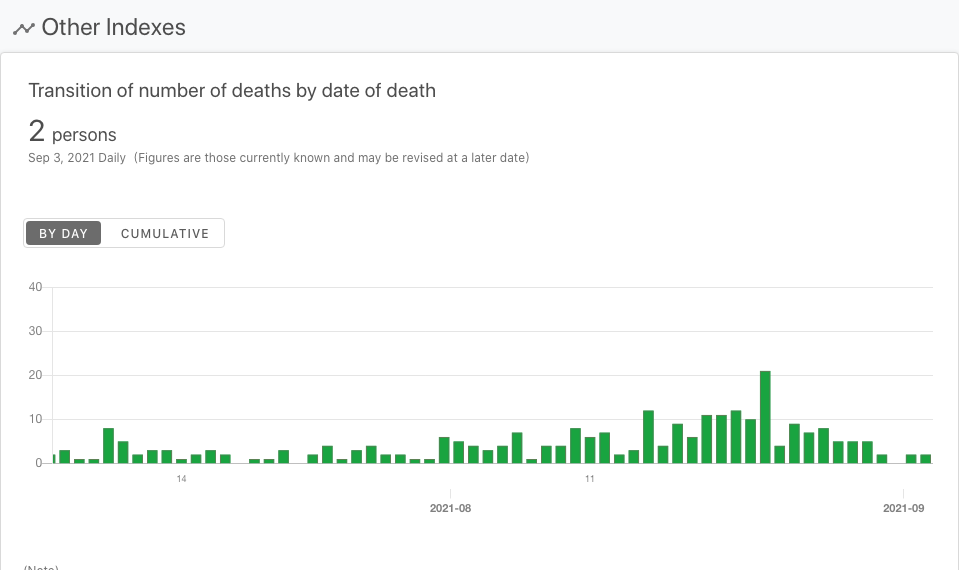 Other Indexes
Transition of number of deaths by date of death
2 persons
Sep 3, 2021 Daily (Figures are those currently known and may be revised at a later date)
BY DAY CUMULATIVE
40
30
20
10
0
14 11
2021-08 2021-09
(Note)